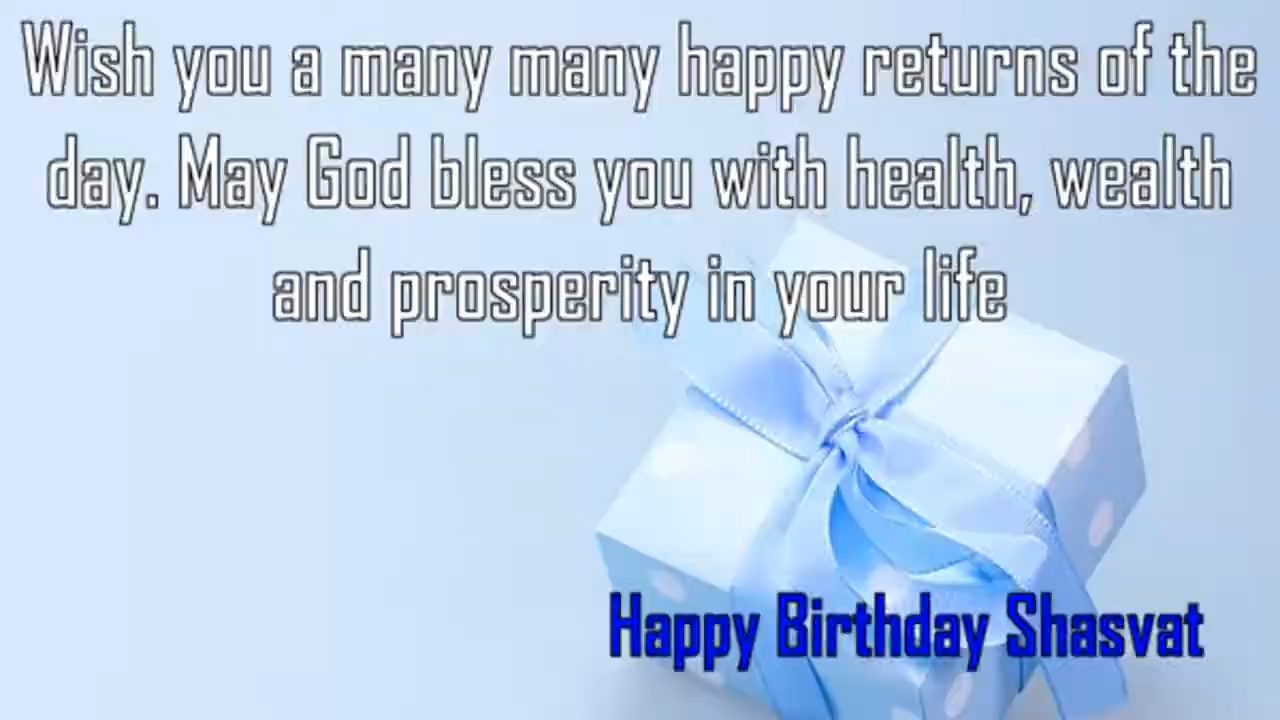 Wish you a many many happy returns of the
day. May God bless you with health, wealth
and prosperity in your life
Happy Birthday Shasvat